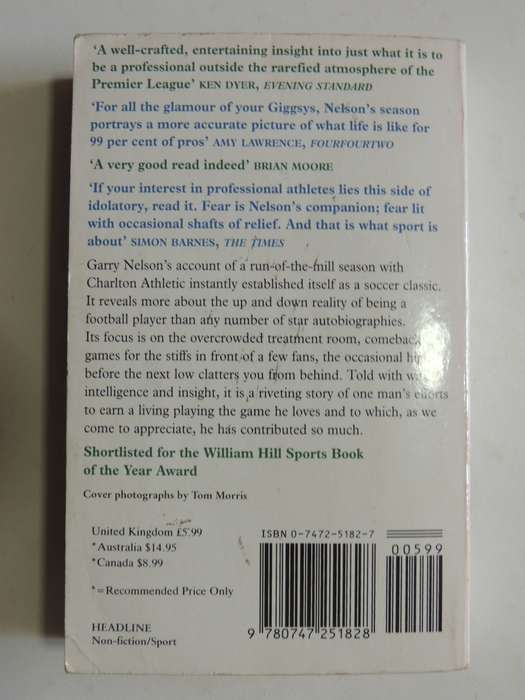 ‘A well-crafted, entertaining insight into just what it is to
be a professional outside the rarefied atmosphere of the
Premier League’ KEN DYER, EVENING STANDARD
‘For all the glamour of your Giggsys, Nelson’s season
portrays a more accurate picture of what life is like for
99 per cent of pros’ AMY LAWRENCE, FOURFOURTWO
‘A very good read indeed’ BRIAN MOORE
‘If your interest in professional athletes lies this side of
idolatory, read it. Fear is Nelson’s companion; fear lit
with occasional shafts of relief. And that is what sport is
about’ SIMON BARNES, THE TIMES
Garry Nelson’s account of a run-of-the-mill season with
Charlton Athletic instantly established itself as a soccer classic.
It reveals more about the up and down reality of being a
football player than any number of star autobiographies.
Its focus is on the overcrowded treatment room, comeback
games for the stiffs in front of a few fans, the occasional
before the next low clatters you from behind. Told with
intelligence and insight, it is a riveting story of one man’s efforts
to earn a living playing the game he loves and to which, as we
come to appreciate, he has contributed so much.
Shortlisted for the William Hill Sports Book
of the Year Award
Cover photographs by Tom Morris
United Kingdom £5.99
*Australia $14.95
*Canada $8.99
*=Recommended Price Only
HEADLINE
Non-fiction/Sport
ISBN 0-7472-5182-7
00599
9 780747 251828